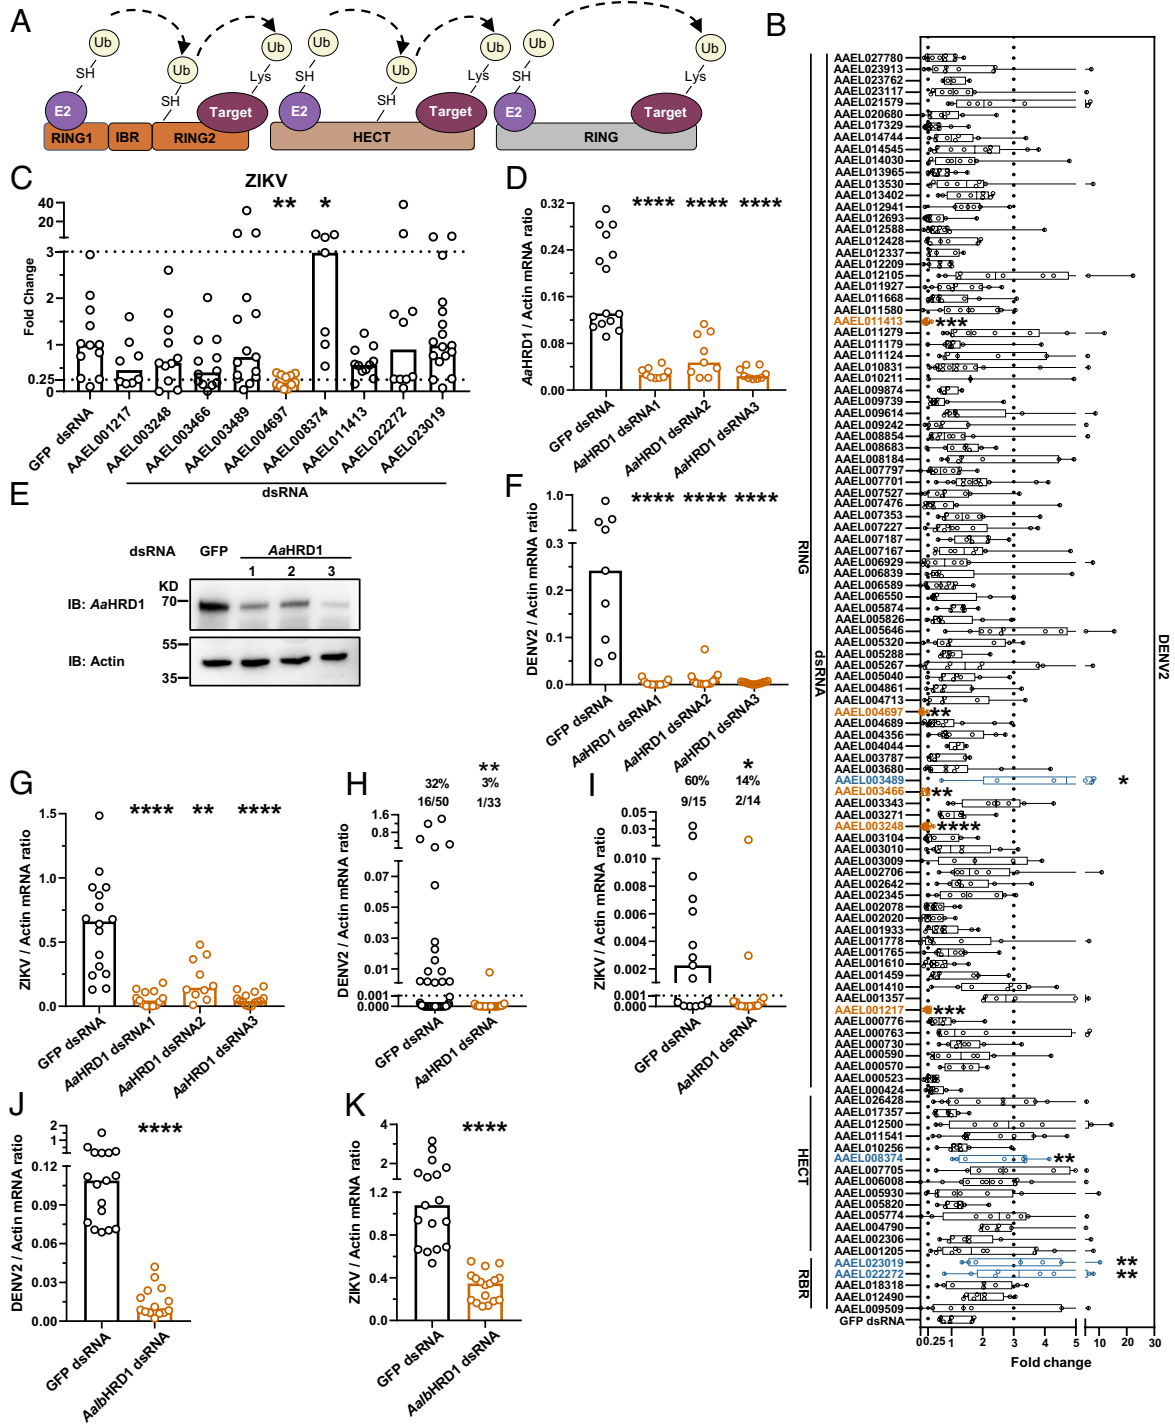 A
Ub
Ub
Ub
Ub
Ub
Ub
Ub
Ub
SH
SH
Lys
SH
SH
Lys
SH
Lys
E2
Target
E2
Target
E2
Target
RING1
IBR
RING2
HECT
RING
B
RING
HECT
RBR
dsRNA
DENV2
AAEL027780
AAEL023913
AAEL023762
AAEL023117
AAEL021579
AAEL020680
AAEL017329
AAEL014744
AAEL014545
AAEL014030
AAEL013965
AAEL013530
AAEL013402
AAEL012941
AAEL012693
AAEL012588
AAEL012428
AAEL012337
AAEL012209
AAEL012105
AAEL011927
AAEL011668
AAEL011580
AAEL011413 ***
AAEL011279
AAEL011179
AAEL011124
AAEL010831
AAEL010211
AAEL009874
AAEL009739
AAEL009614
AAEL009242
AAEL008854
AAEL008683
AAEL008184
AAEL007797
AAEL007701
AAEL007527
AAEL007476
AAEL007353
AAEL007227
AAEL007187
AAEL007167
AAEL006929
AAEL006839
AAEL006589
AAEL006550
AAEL005874
AAEL005826
AAEL005646
AAEL005320
AAEL005288
AAEL005267
AAEL005040
AAEL004861
AAEL004713
AAEL004697 **
AAEL004689
AAEL004356
AAEL004044
AAEL003787
AAEL003680
AAEL003489 *
AAEL003466 **
AAEL003343
AAEL003271
AAEL003248 ****
AAEL003104
AAEL003010
AAEL003009
AAEL002706
AAEL002642
AAEL002345
AAEL002078
AAEL002020
AAEL001933
AAEL001778
AAEL001765
AAEL001610
AAEL001459
AAEL001410
AAEL001357
AAEL001217 ***
AAEL000776
AAEL000763
AAEL000730
AAEL000590
AAEL000570
AAEL000523
AAEL000424
AAEL026428
AAEL017357
AAEL012500
AAEL011541
AAEL010256
AAEL008374 **
AAEL007705
AAEL006008
AAEL005930
AAEL005820
AAEL005774
AAEL004790
AAEL002306
AAEL001205
AAEL023019 **
AAEL022272 **
AAEL018318
AAEL012490
AAEL009509
GFP dsRNA
0 0.25 1 2 3 4 5 10 20 30
Fold change
C
ZIKV
** *
Fold Change
40
20
3
2
1
0.25
0
GFP dsRNA
AAEL001217
AAEL003248
AAEL003466
AAEL003489
AAEL004697
AAEL008374
AAEL011413
AAEL022272
AAEL023019
dsRNA
D
**** **** ****
AaHRD1 / Actin mRNA ratio
0.32
0.24
0.16
0.08
0.00
GFP dsRNA
AaHRD1 dsRNA1
AaHRD1 dsRNA2
AaHRD1 dsRNA3
E
dsRNA GFP AaHRD1
1 2 3
KD
70
IB: AaHRD1
55
IB: Actin
35
F
**** **** ****
DENV2 / Actin mRNA ratio
1.0
0.5
0.3
0.2
0.1
0.0
GFP dsRNA
AaHRD1 dsRNA1
AaHRD1 dsRNA2
AaHRD1 dsRNA3
G
**** ** ****
ZIKV / Actin mRNA ratio
1.5
1.0
0.5
0.0
GFP dsRNA
AaHRD1 dsRNA1
AaHRD1 dsRNA2
AaHRD1 dsRNA3
H
**
32% 3%
16/50 1/33
DENV2 / Actin mRNA ratio
1.6
0.8
0.07
0.05
0.03
0.01
0.001
0.000
GFP dsRNA
AaHRD1 dsRNA
I
*
60% 14%
9/15 2/14
ZIKV / Actin mRNA ratio
0.05
0.03
0.010
0.008
0.006
0.004
0.002
0.001
0.000
GFP dsRNA
AaHRD1 dsRNA
J
****
DENV2 / Actin mRNA ratio
2
1
0.12
0.09
0.06
0.03
0.00
GFP dsRNA
AalbHRD1 dsRNA
K
****
ZIKV / Actin mRNA ratio
4
2
1.2
0.8
0.4
0.0
GFP dsRNA
AalbHRD1 dsRNA